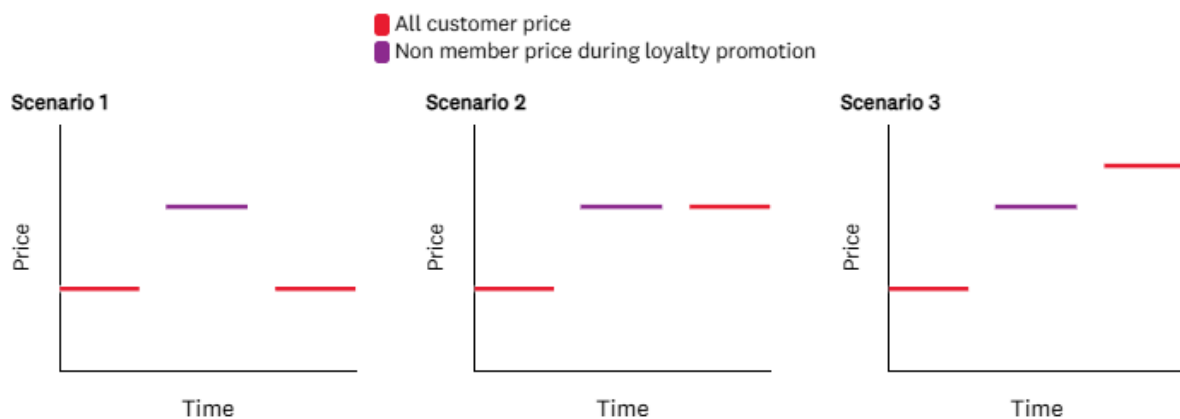 All customer price
Non member price during loyalty promotion
Scenario 1
Scenario 2
Scenario 3
Price
Price
Price
Time
Time
Time